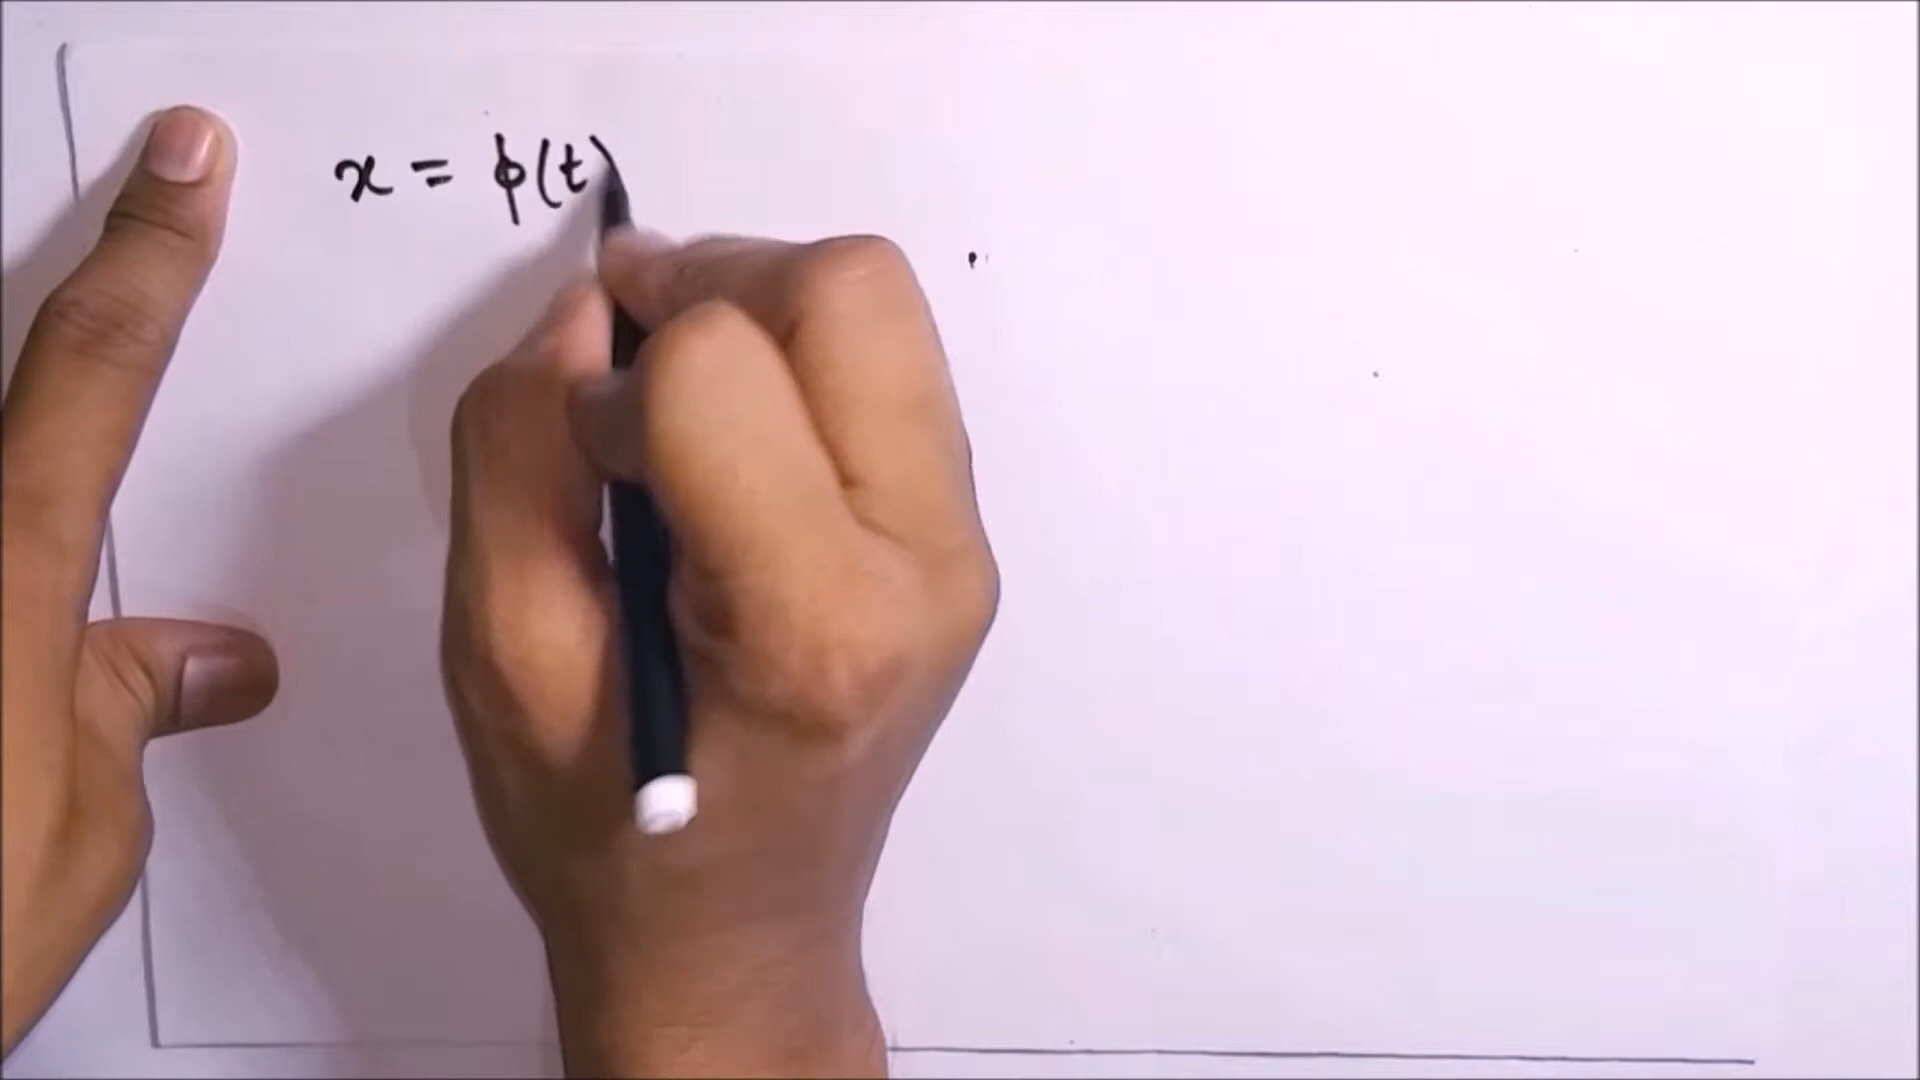 x = ϕ(t)